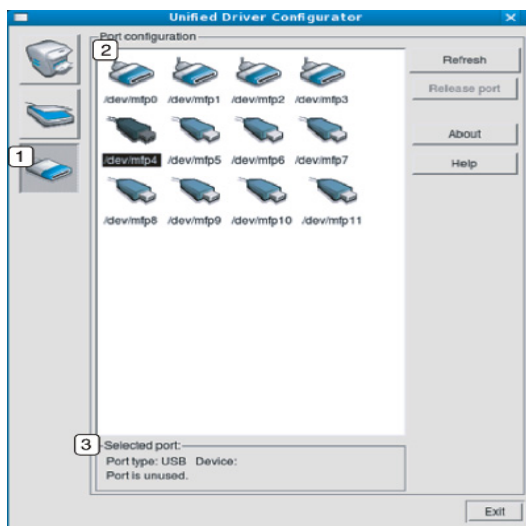 Unified Driver Configurator
2
Port configuration
Refresh
Release port
About
Help
/dev/mfp0 /dev/mfp1 /dev/mfp2 /dev/mfp3
1
/dev/mfp4 /dev/mfp5 /dev/mfp6 /dev/mfp7
/dev/mfp8 /dev/mfp9 /dev/mfp10 /dev/mfp11
3
Selected port:
Port type: USB Device:
Port is unused.
Exit